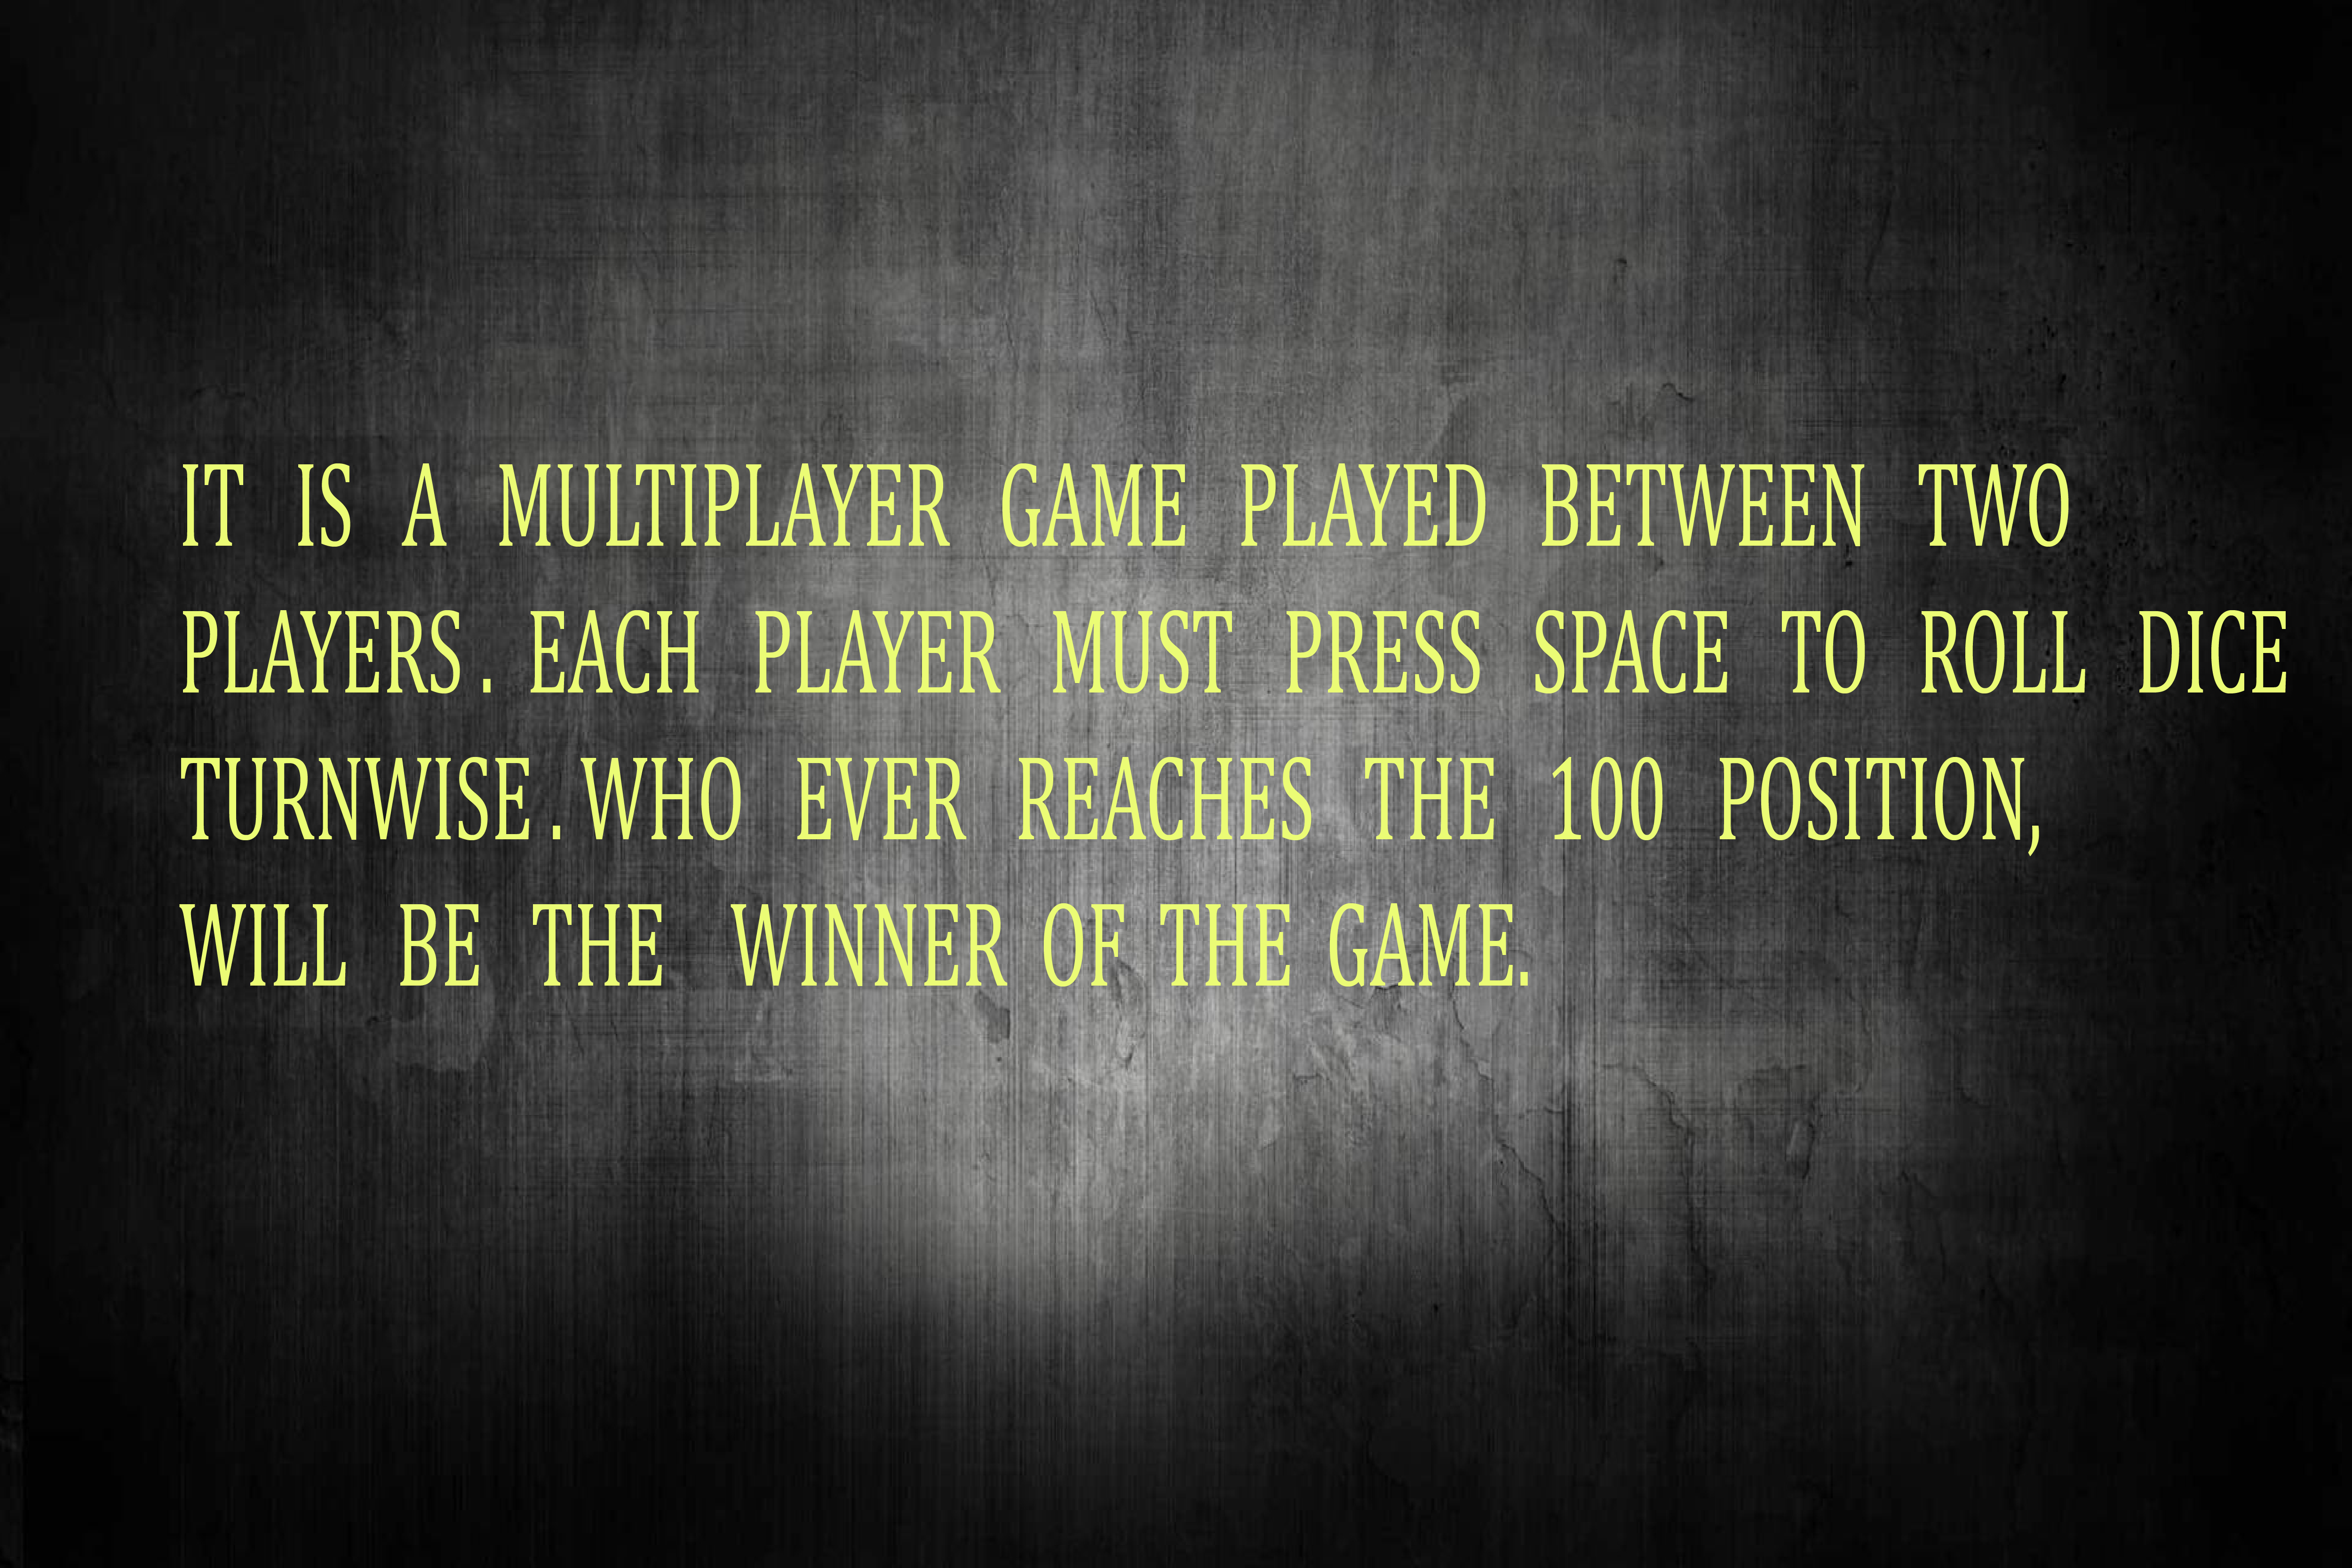 IT IS A MULTIPLAYER GAME PLAYED BETWEEN TWO
PLAYERS . EACH PLAYER MUST PRESS SPACE TO ROLL DICE
TURNWISE . WHO EVER REACHES THE 100 POSITION,
WILL BE THE WINNER OF THE GAME.